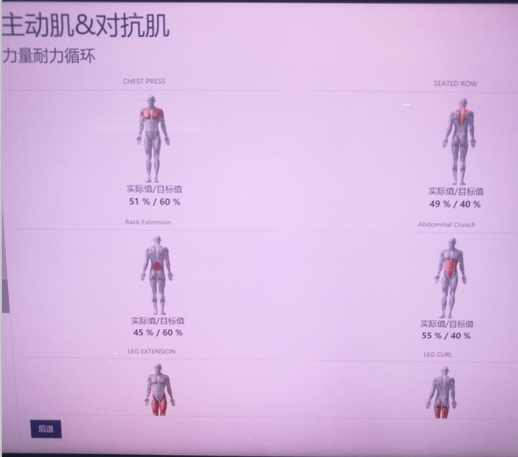 主动肌&对抗肌
力量耐力循环
CHEST PRESS
SEATED ROW
实际值/目标值
51 % / 60 %
实际值/目标值
49 % / 40 %
Back Extension
Abdominal Crunch
实际值/目标值
45 % / 60 %
实际值/目标值
55 % / 40 %
LEG EXTENSION
LEG CURL
后退